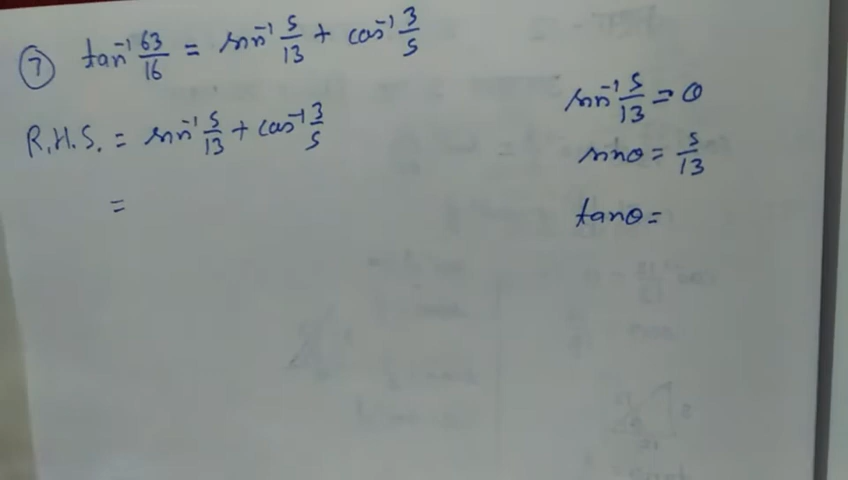 7 tan⁻¹ 63/16 = sin⁻¹ 5/13 + cos⁻¹ 3/5
R.H.S. = sin⁻¹ 5/13 + cos⁻¹ 3/5
=
sin⁻¹ 5/13 = θ
sinθ = 5/13
tanθ =